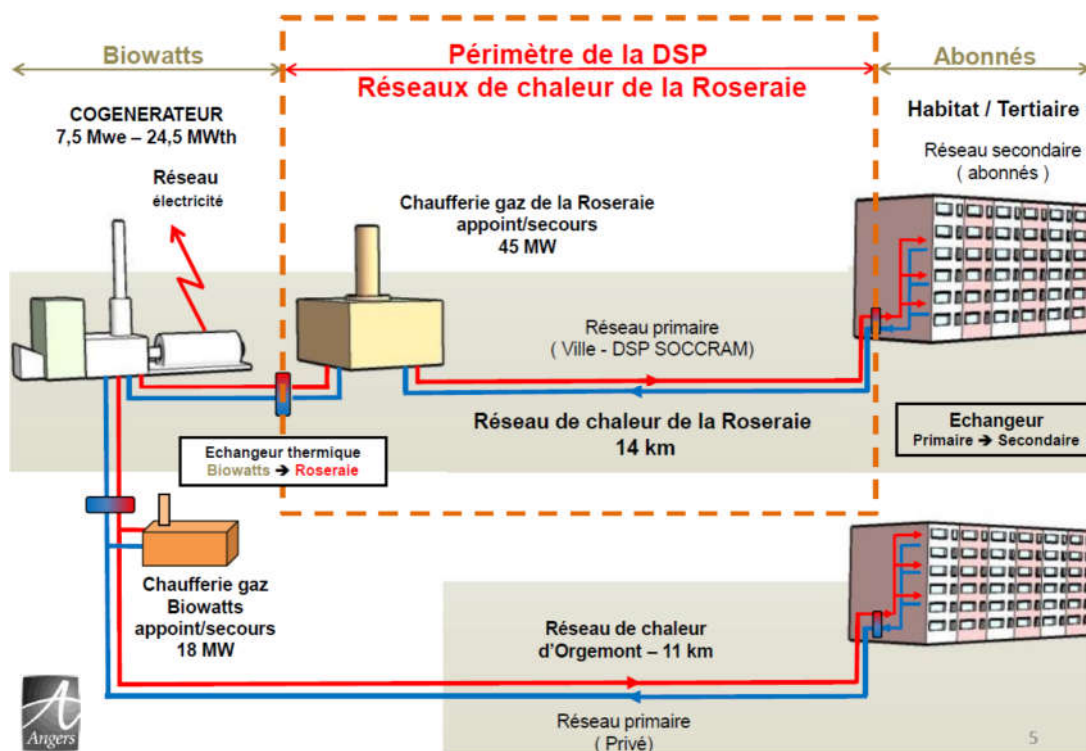 Biowatts
Périmètre de la DSP
Réseaux de chaleur de la Roseraie
Abonnés
COGENERATEUR
7,5 Mwe – 24,5 MWth
Réseau
électricité
Chaufferie gaz de la Roseraie
appoint/secours
45 MW
Habitat / Tertiaire
Réseau secondaire
( abonnés )
Réseau primaire
( Ville - DSP SOCCRAM)
Réseau de chaleur de la Roseraie
14 km
Echangeur
Primaire ➔ Secondaire
Echangeur thermique
Biowatts ➔ Roseraie
Chaufferie gaz
Biowatts
appoint/secours
18 MW
Réseau de chaleur
d'Orgemont – 11 km
Réseau primaire
( Privé)
A
Angers
5